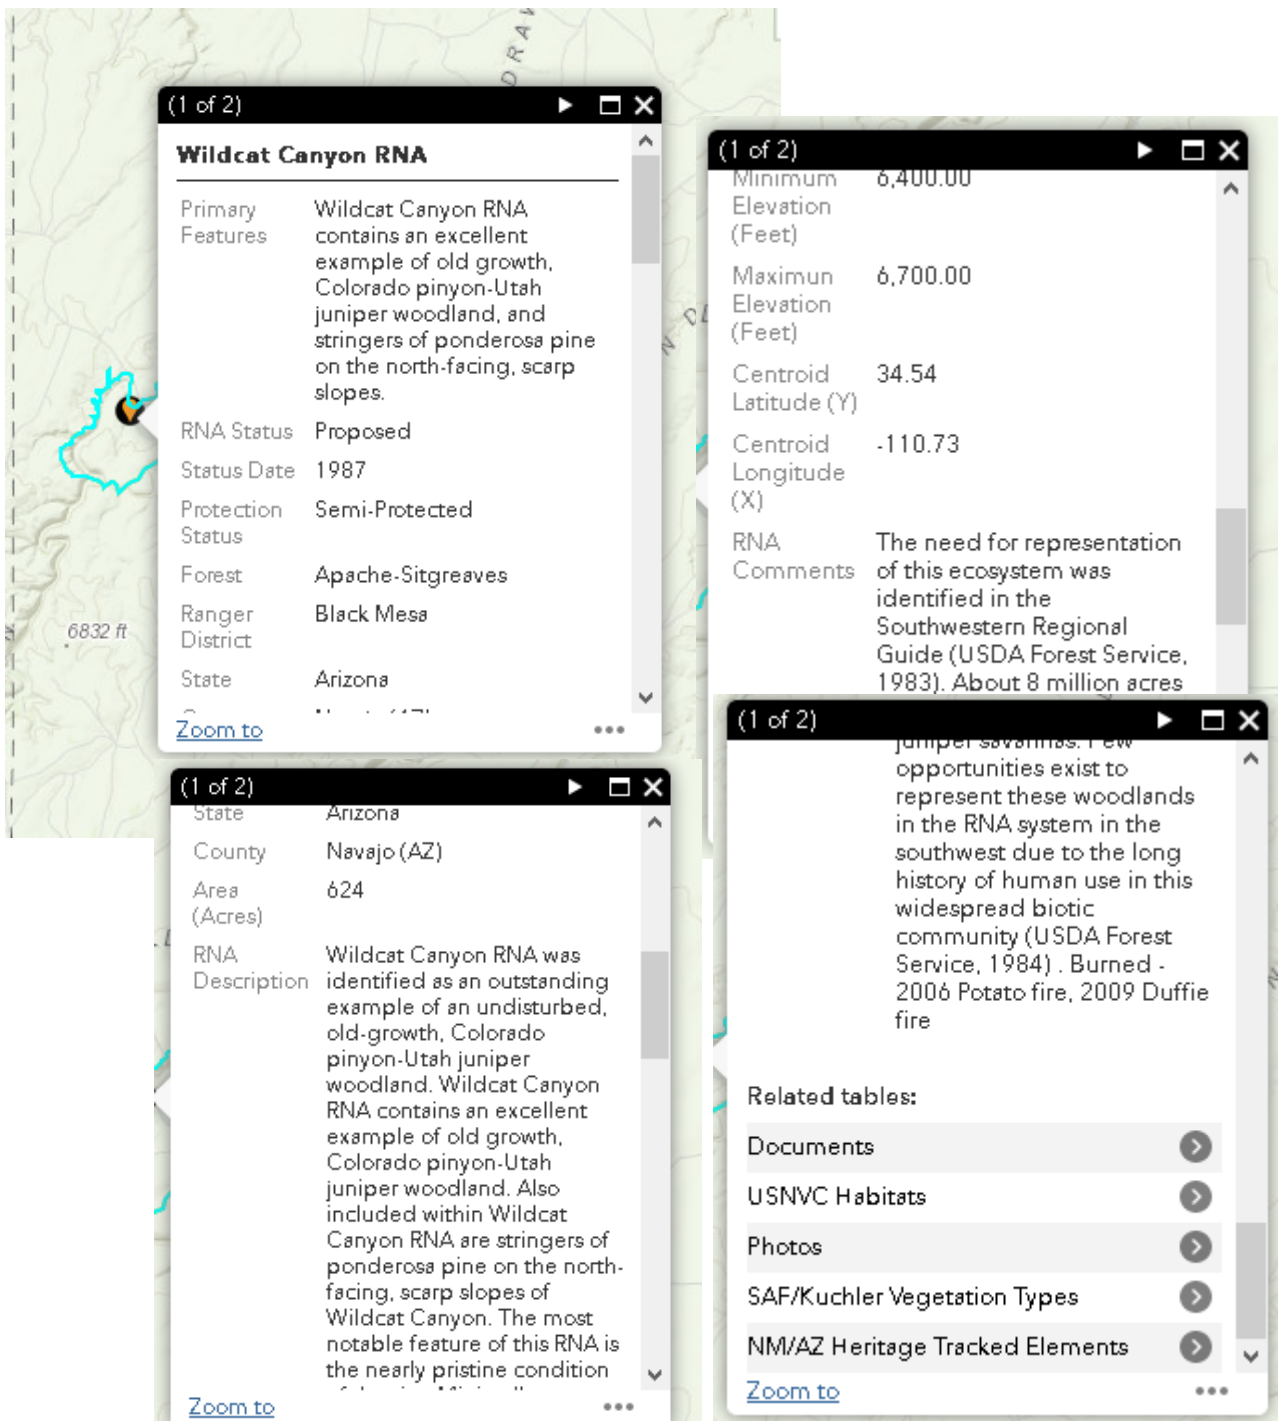 DRAW
(1 of 2)
Wildcat Canyon RNA
Primary Features
Wildcat Canyon RNA
contains an excellent
example of old growth,
Colorado pinyon-Utah
juniper woodland, and
stringers of ponderosa pine
on the north-facing, scarp
slopes.
RNA Status Proposed
Status Date 1987
Protection Status
Semi-Protected
Forest Apache-Sitgreaves
Ranger District
Black Mesa
State Arizona
Zoom to
6832 ft
(1 of 2)
Minimum Elevation (Feet)
6,400.00
Maximun Elevation (Feet)
6,700.00
Centroid Latitude (Y)
34.54
Centroid Longitude (X)
-110.73
RNA Comments
The need for representation
of this ecosystem was
identified in the
Southwestern Regional
Guide (USDA Forest Service,
1983). About 8 million acres
(1 of 2)
State Arizona
County Navajo (AZ)
Area (Acres)
624
RNA Description
Wildcat Canyon RNA was
identified as an outstanding
example of an undisturbed,
old-growth, Colorado
pinyon-Utah juniper
woodland. Wildcat Canyon
RNA contains an excellent
example of old growth,
Colorado pinyon-Utah
juniper woodland. Also
included within Wildcat
Canyon RNA are stringers of
ponderosa pine on the north-
facing, scarp slopes of
Wildcat Canyon. The most
notable feature of this RNA is
the nearly pristine condition
Zoom to
(1 of 2)
juniper savannas. Few
opportunities exist to
represent these woodlands
in the RNA system in the
southwest due to the long
history of human use in this
widespread biotic
community (USDA Forest
Service, 1984) . Burned -
2006 Potato fire, 2009 Duffie
fire
Related tables:
Documents
USNVC Habitats
Photos
SAF/Kuchler Vegetation Types
NM/AZ Heritage Tracked Elements
Zoom to